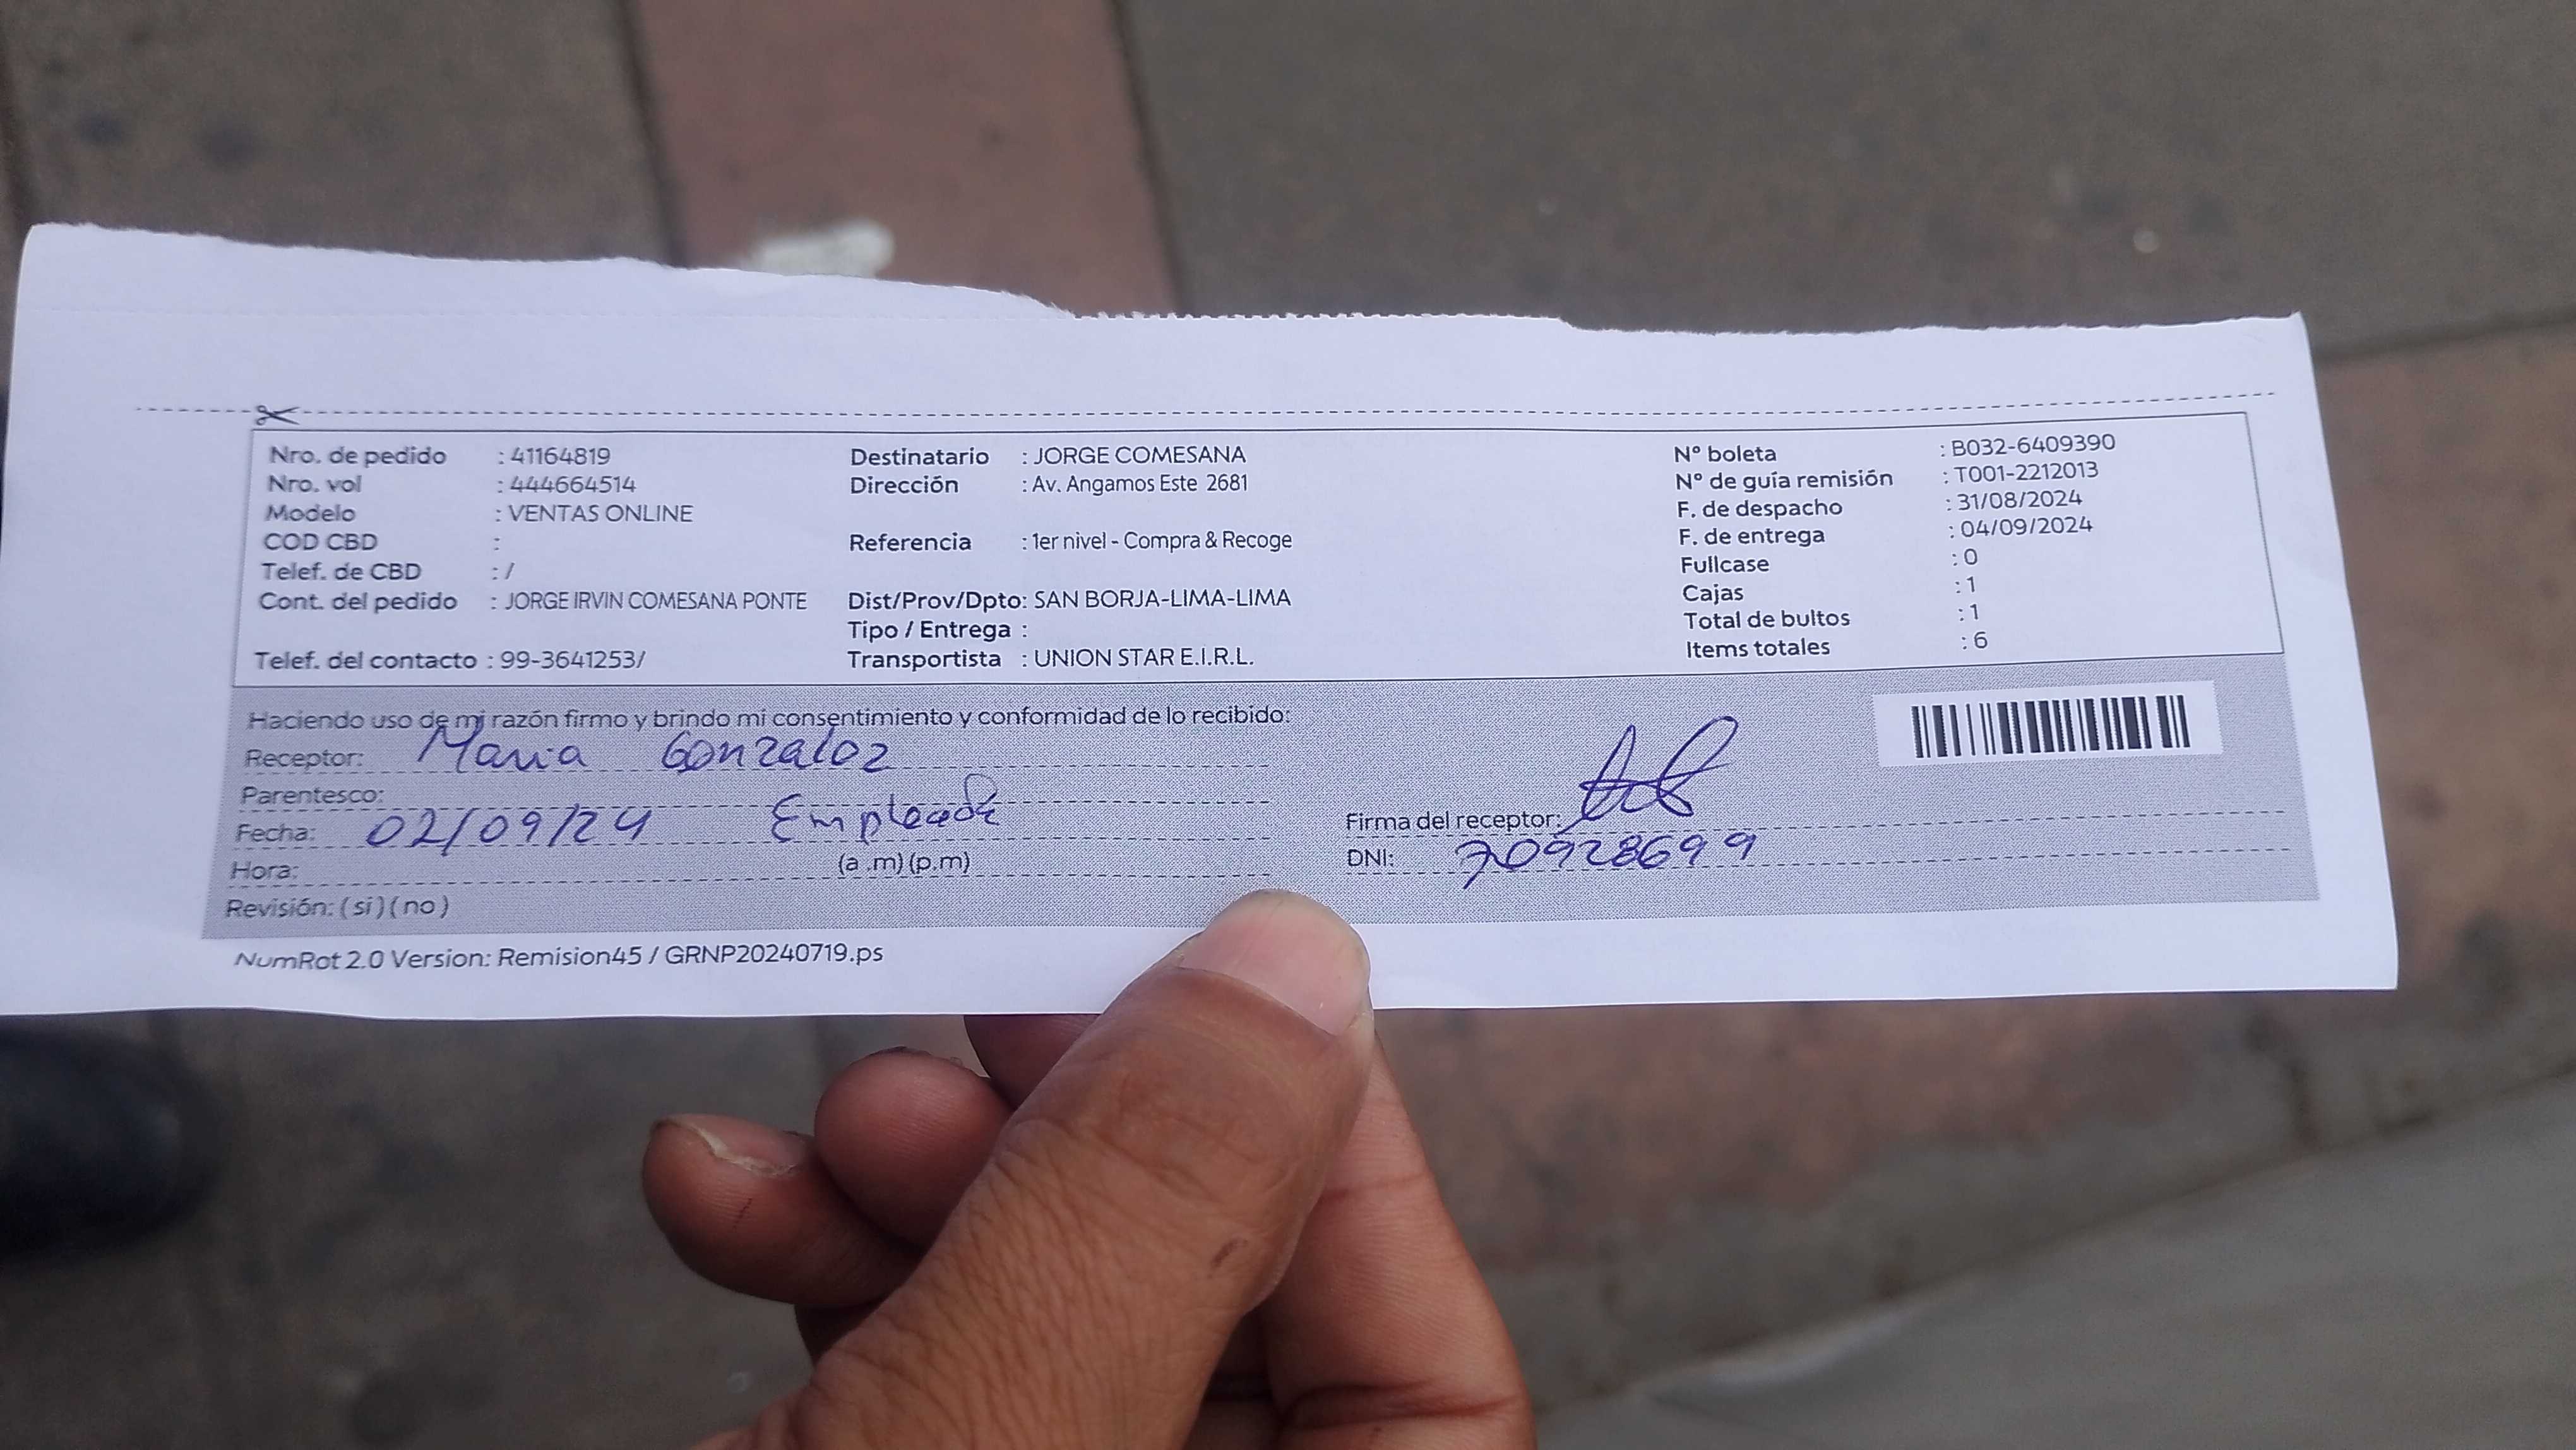 Nro. de pedido : 41164819
Nro. vol : 444664514
Modelo : VENTAS ONLINE
COD CBD :
Telef. de CBD : /
Cont. del pedido : JORGE IRVIN COMESANA PONTE
Telef. del contacto : 99-3641253/
Destinatario : JORGE COMESANA
Dirección : Av. Angamos Este 2681
Referencia : 1er nivel - Compra & Recoge
Dist/Prov/Dpto: SAN BORJA-LIMA-LIMA
Tipo / Entrega :
Transportista : UNION STAR E.I.R.L.
N° boleta : B032-6409390
N° de guía remisión : T001-2212013
F. de despacho : 31/08/2024
F. de entrega : 04/09/2024
Fullcase : 0
Cajas : 1
Total de bultos : 1
Items totales : 6
Haciendo uso de mi razón firmo y brindo mi consentimiento y conformidad de lo recibido:
Receptor: Maria Gonzalez
Parentesco: Empleada
Fecha: 02/09/24
Hora: (a .m) (p.m)
Revisión: ( si ) ( no )
Firma del receptor:
DNI: 70928699
NumRot 2.0 Version: Remision45 / GRNP20240719.ps